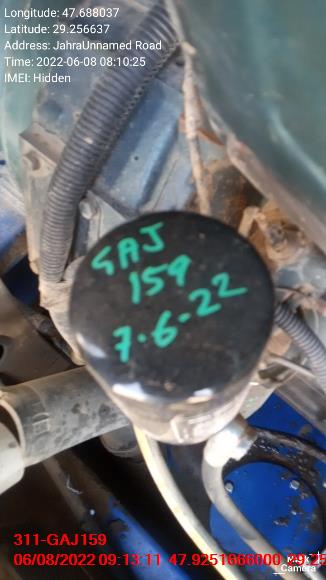 Longitude: 47.688037
Latitude: 29.256637
Address: JahraUnnamed Road
Time: 2022-06-08 08:10:25
IMEI: Hidden
GAJ
159
7.6-22
311-GAJ159
06/08/2022 09:13:11 47.9251666000
Camera